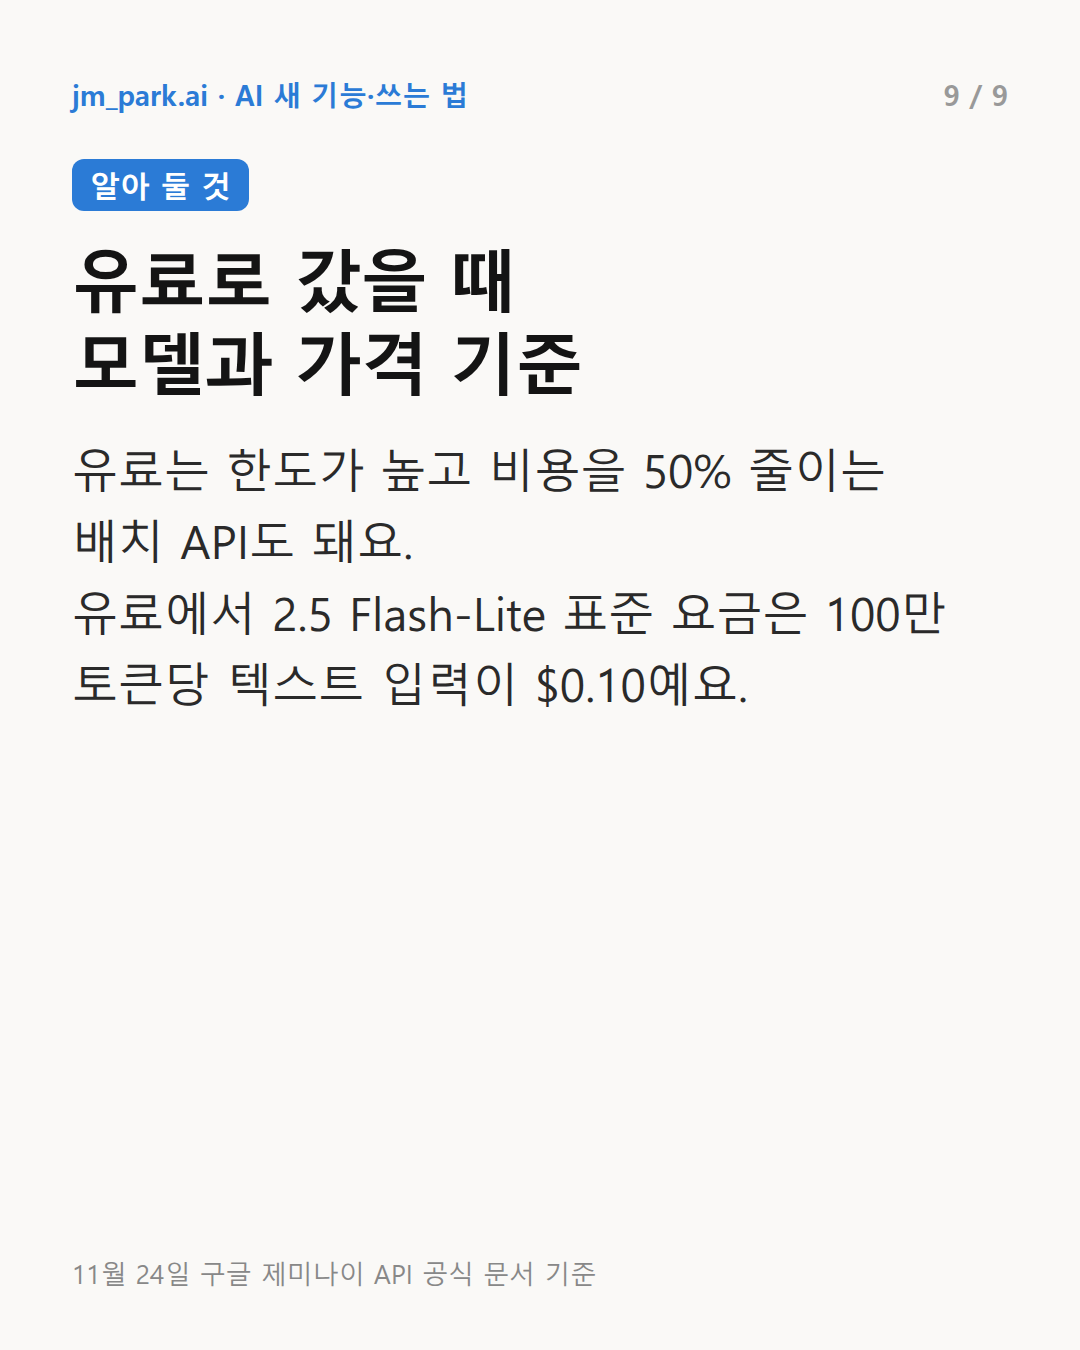 jm_park.ai · AI 새 기능·쓰는 법
9 / 9
알아 둘 것
유료로 갔을 때
모델과 가격 기준
유료는 한도가 높고 비용을 50% 줄이는
배치 API도 돼요.
유료에서 2.5 Flash-Lite 표준 요금은 100만
토큰당 텍스트 입력이 $0.10예요.
11월 24일 구글 제미나이 API 공식 문서 기준